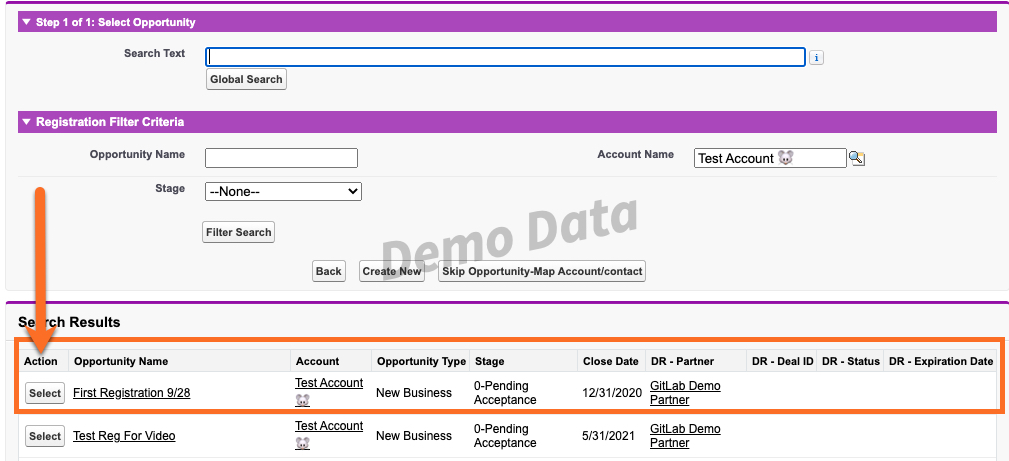 Step 1 of 1: Select Opportunity
Search Text
i
Global Search
Registration Filter Criteria
Opportunity Name
Account Name
Test Account 🐭
Stage
--None--
Demo Data
Filter Search
Back Create New Skip Opportunity-Map Account/contact
Search Results
Action Opportunity Name Account Opportunity Type Stage Close Date DR - Partner DR - Deal ID DR - Status DR - Expiration Date
Select First Registration 9/28 Test Account 🐭 New Business 0-Pending Acceptance 12/31/2020 GitLab Demo Partner
Select Test Reg For Video Test Account 🐭 New Business 0-Pending Acceptance 5/31/2021 GitLab Demo Partner